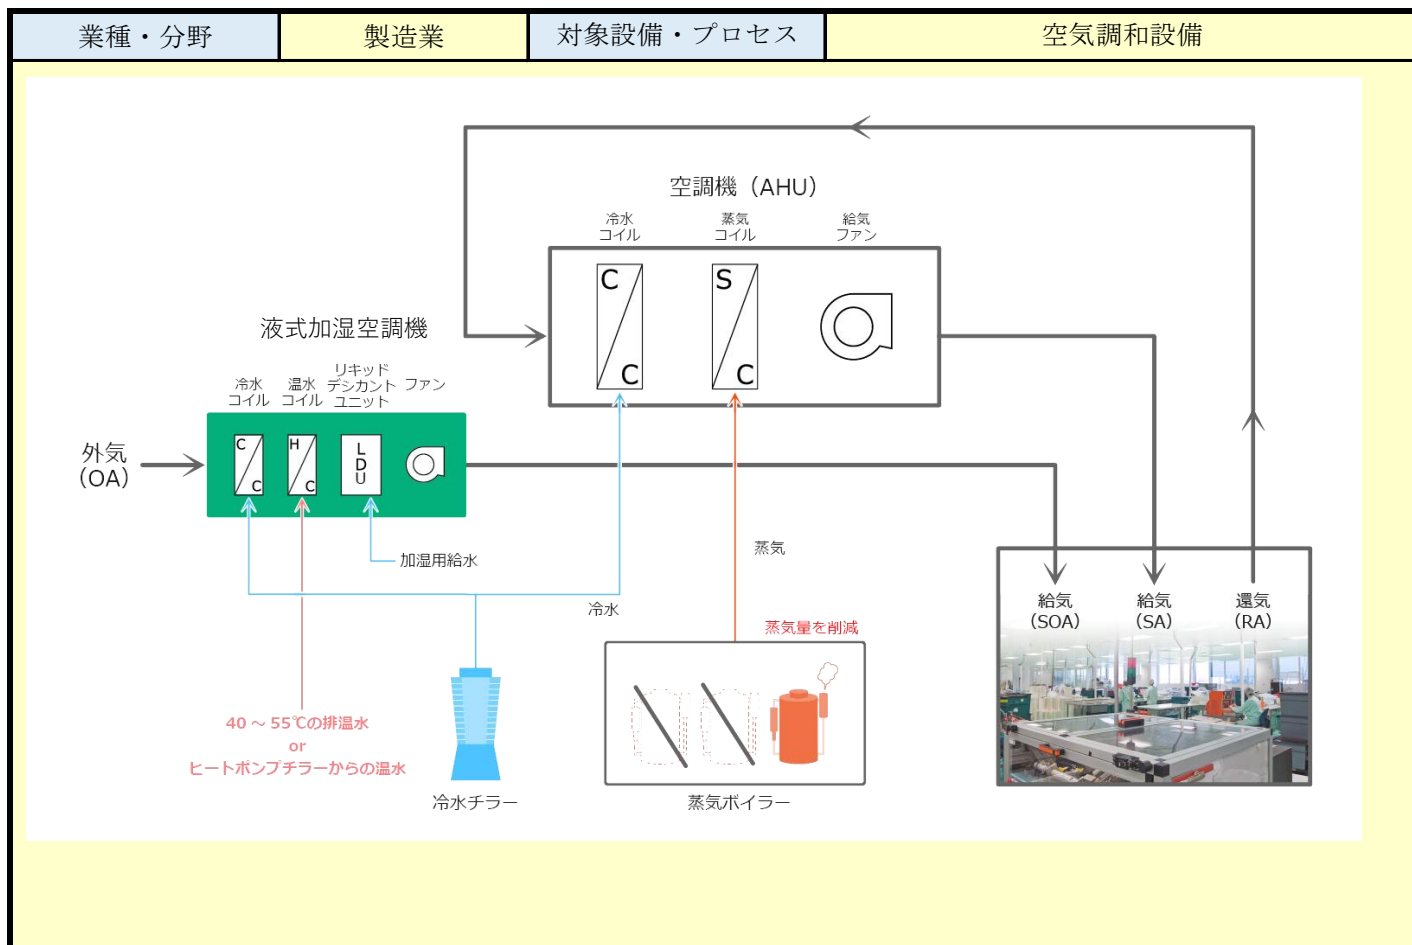 業種・分野
製造業
対象設備・プロセス
空気調和設備
空調機（AHU）
冷水
コイル
蒸気
コイル
給気
ファン
C
C
S
C
液式加湿空調機
冷水
コイル
温水
コイル
リキッド
デシカント
ユニット
ファン
外気
（OA）
C
C
H
C
L
D
U
加湿用給水
冷水
蒸気
蒸気量を削減
40 ～ 55℃の排温水
or
ヒートポンプチラーからの温水
冷水チラー
蒸気ボイラー
給気
（SOA）
給気
（SA）
還気
（RA）